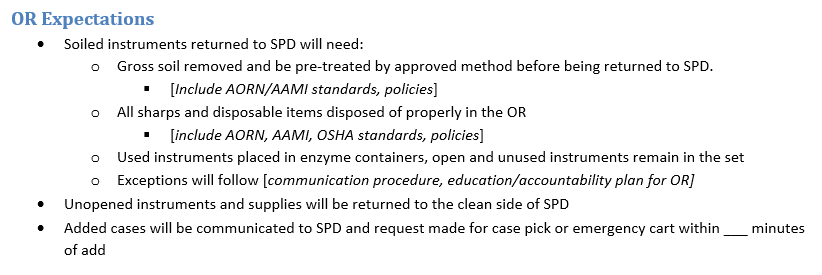 OR Expectations
• Soiled instruments returned to SPD will need:
o Gross soil removed and be pre-treated by approved method before being returned to SPD.
▪ [Include AORN/AAMI standards, policies]
o All sharps and disposable items disposed of properly in the OR
▪ [include AORN, AAMI, OSHA standards, policies]
o Used instruments placed in enzyme containers, open and unused instruments remain in the set
o Exceptions will follow [communication procedure, education/accountability plan for OR]
• Unopened instruments and supplies will be returned to the clean side of SPD
• Added cases will be communicated to SPD and request made for case pick or emergency cart within ___ minutes
of add